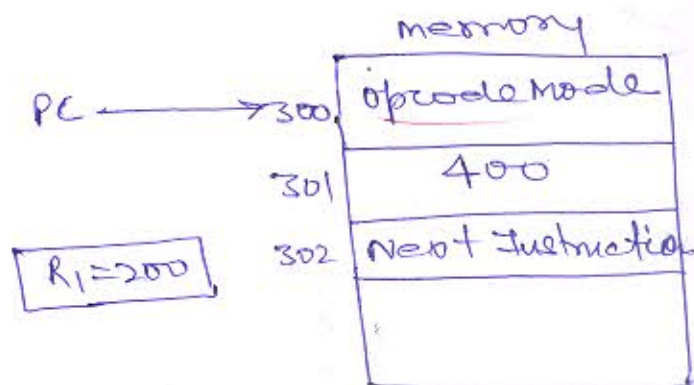 memory
PC
300
opcode Mode
301
400
R1=200
302
Next Instruction